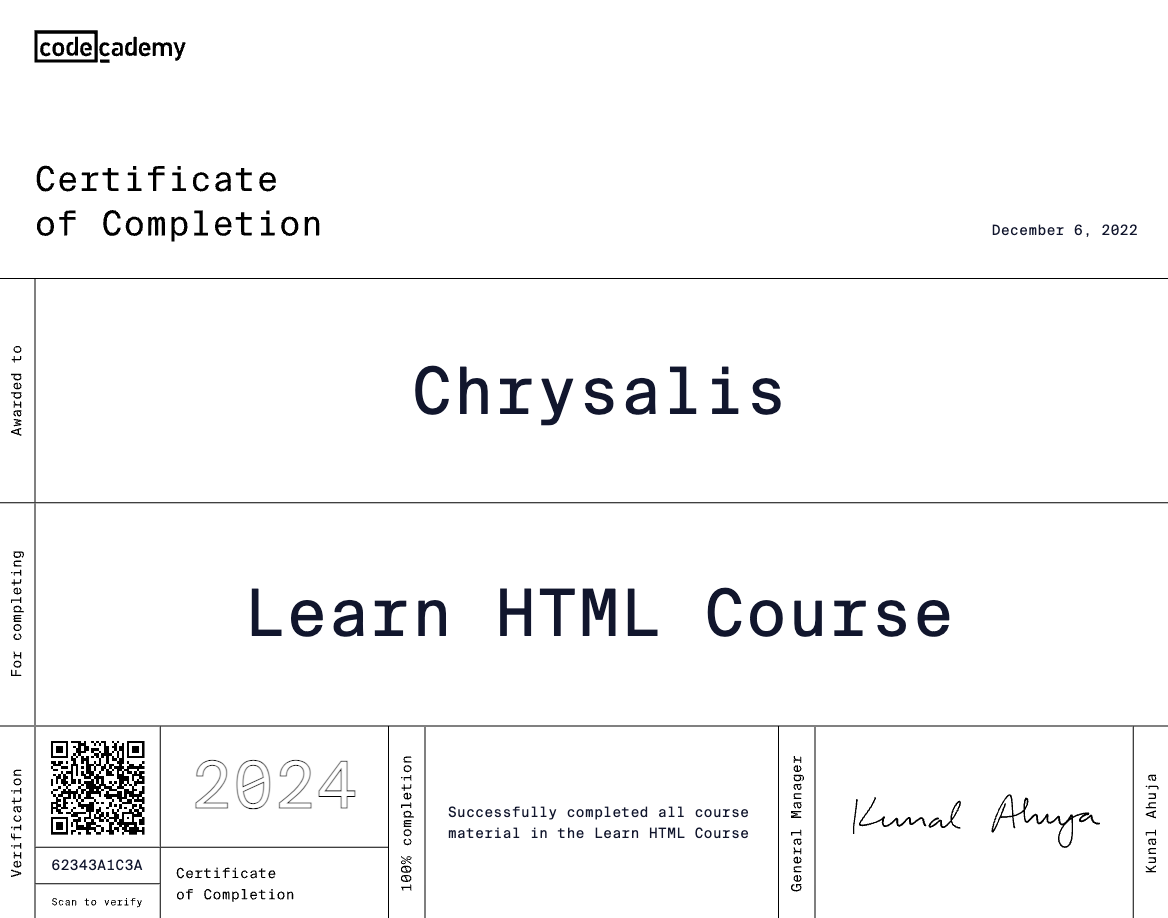 codecademy
Certificate
of Completion
December 6, 2022
Awarded to
Chrysalis
For completing
Learn HTML Course
Verification
62343A1C3A
Scan to verify
2024
Certificate
of Completion
100% completion
Successfully completed all course
material in the Learn HTML Course
General Manager
Kunal Ahuja
Kunal Ahuja